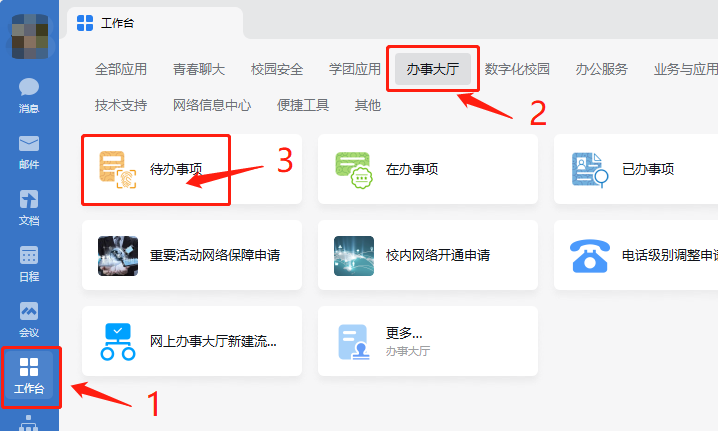 工作台
全部应用 青春聊大 校园安全 学团应用 办事大厅 数字化校园 办公服务 业务与应用
技术支持 网络信息中心 便捷工具 其他
2
消息
邮件
文档
日程
会议
工作台
1
待办事项 3 在办事项 已办事项
重要活动网络保障申请 校内网络开通申请 电话级别调整申请
网上办事大厅新建流... 更多...
办事大厅